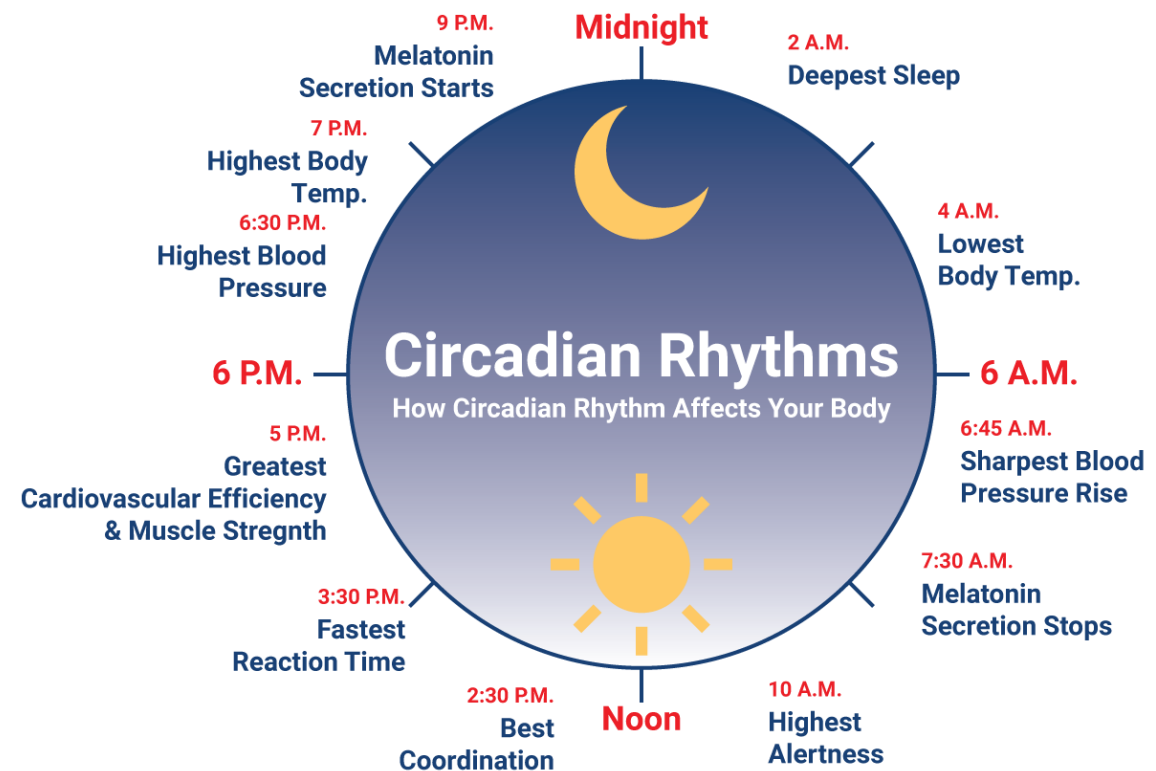 Midnight
2 A.M.
Deepest Sleep
4 A.M.
Lowest
Body Temp.
6 A.M.
6:45 A.M.
Sharpest Blood
Pressure Rise
7:30 A.M.
Melatonin
Secretion Stops
10 A.M.
Highest
Alertness
Noon
2:30 P.M.
Best
Coordination
3:30 P.M.
Fastest
Reaction Time
5 P.M.
Greatest
Cardiovascular Efficiency
& Muscle Stregnth
6 P.M.
6:30 P.M.
Highest Blood
Pressure
7 P.M.
Highest Body
Temp.
9 P.M.
Melatonin
Secretion Starts
Circadian Rhythms
How Circadian Rhythm Affects Your Body